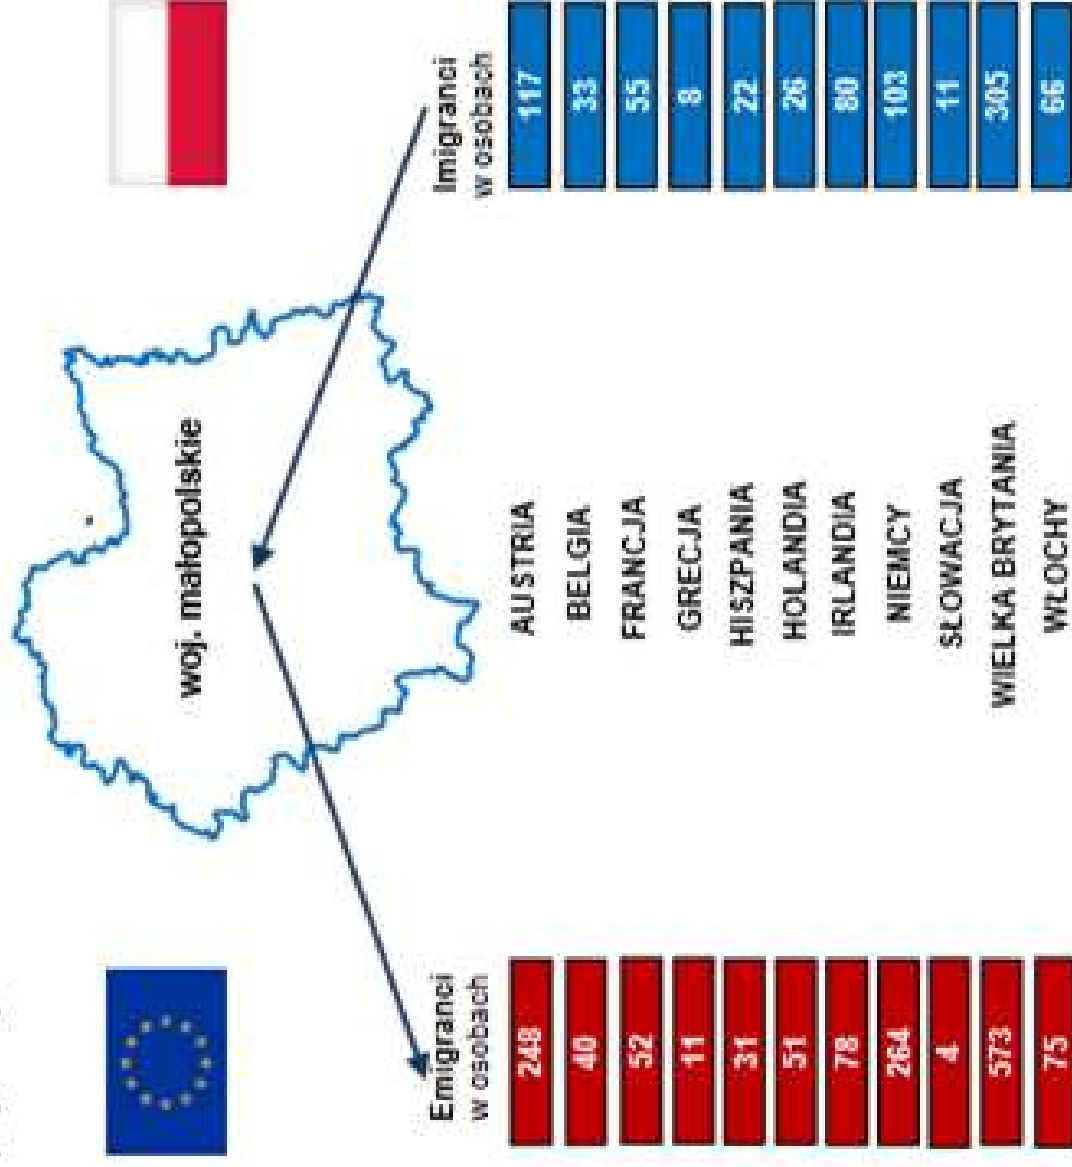 woj. małopolskie
Emigranci
w osobach
Imigranci
w osobach
248 AUSTRIA 117
40 BELGIA 33
52 FRANCJA 55
11 GRECJA 8
31 HISZPANIA 22
51 HOLANDIA 26
78 IRLANDIA 80
264 NIEMCY 103
4 SŁOWACJA 11
573 WIELKA BRYTANIA 305
75 WŁOCHY 66